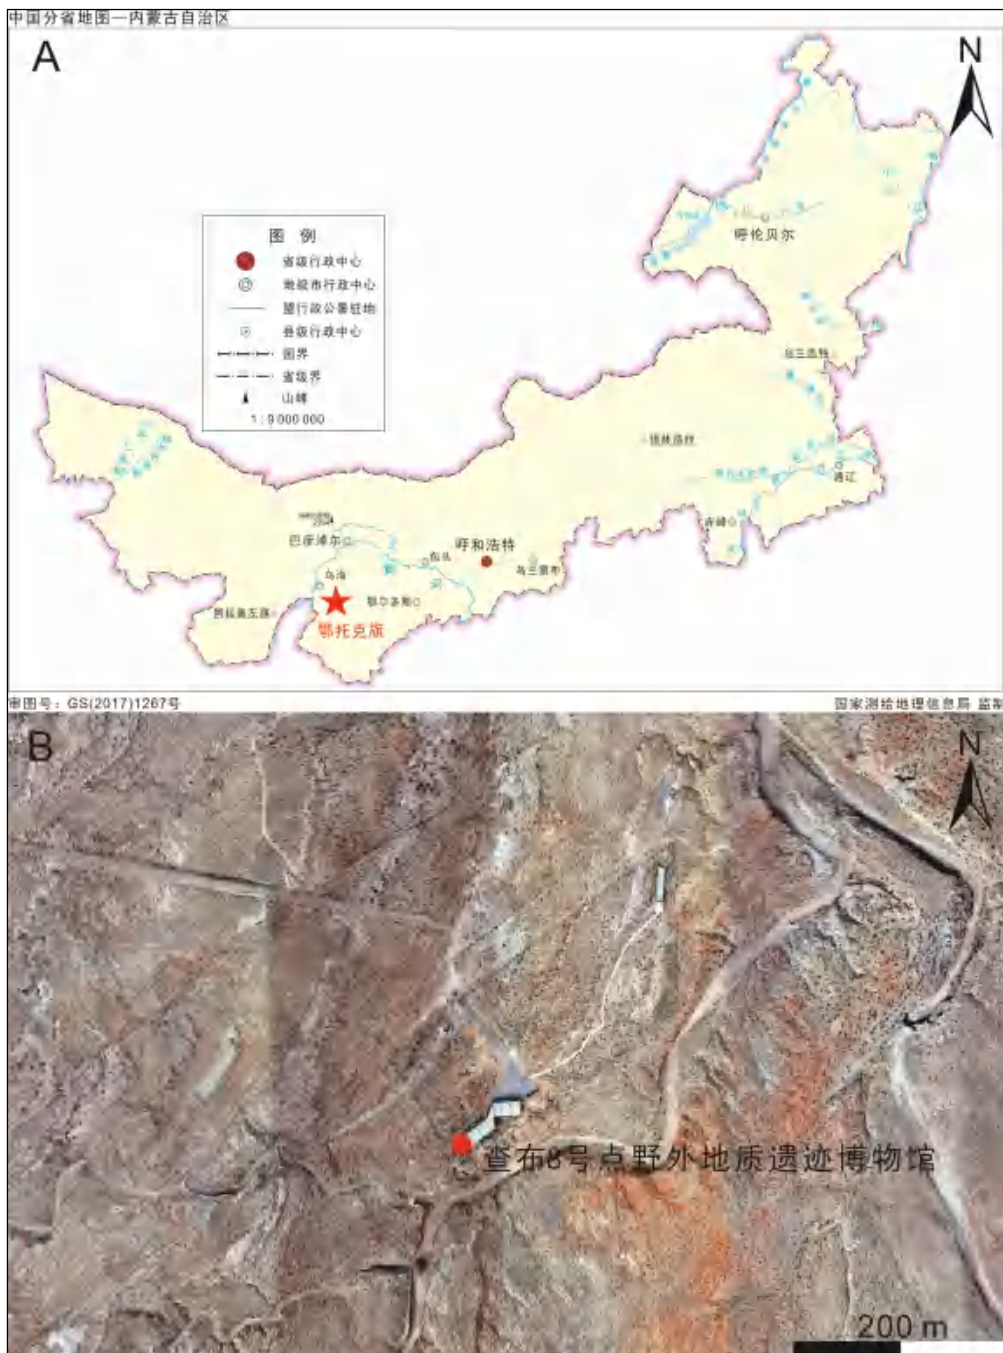 中国分省地图—内蒙古自治区
A
N
呼伦贝尔
图 例
省级行政中心
地级市行政中心
盟行政公署驻地
县级行政中心
国界
省级界
山峰
1:9 000 000
乌兰浩特
锡林浩特
通辽
赤峰
巴彦淖尔
呼和浩特
包头
乌兰察布
乌海
鄂尔多斯
阿拉善左旗
鄂托克旗
审图号：GS(2017)1267号
国家测绘地理信息局 监制
B
N
查布8号点野外地质遗迹博物馆
200 m